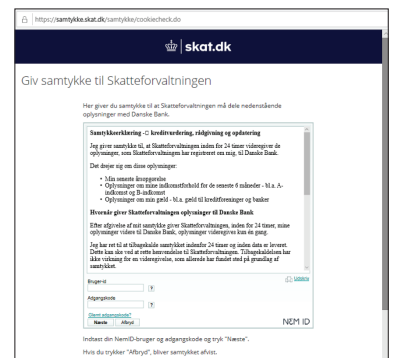 https://samtykke.skat.dk/samtykke/cookiecheck.do
skat.dk
Giv samtykke til Skatteforvaltningen
Her giver du samtykke til at Skatteforvaltningen må dele nedenstående
oplysninger med Danske Bank.
Samtykkeerklæring -□ kreditvurdering, rådgivning og opdatering
Jeg giver samtykke til, at Skatteforvaltningen inden for 24 timer videregiver de
oplysninger, som Skatteforvaltningen har registreret om mig, til Danske Bank.
Det drejer sig om disse oplysninger:
• Min seneste årsopgørelse
• Oplysninger om mine indkomstforhold for de seneste 6 måneder - bl.a. A-
indkomst og B-indkomst
• Oplysninger om min gæld - bl.a. gæld til kreditforeninger og banker
Hvornår giver Skatteforvaltningen oplysninger til Danske Bank
Efter afgivelse af mit samtykke giver Skatteforvaltningen, inden for 24 timer, mine
oplysninger videre til Danske Bank, oplysninger videregives kun én gang.
Jeg har ret til at tilbagekalde samtykket indenfor 24 timer og inden data er leveret.
Dette kan ske ved at rette henvendelse til Skatteforvaltningen. Tilbagekaldelsen har
ikke virkning for en videregivelse, som allerede har fundet sted på grundlag af
samtykket.
Udskriv
Bruger-id
?
Adgangskode
?
Glemt adgangskode?
Næste Afbryd
NEM ID
Indtast din NemID-bruger og adgangskode og tryk "Næste".
Hvis du trykker "Afbryd", bliver samtykket afvist.